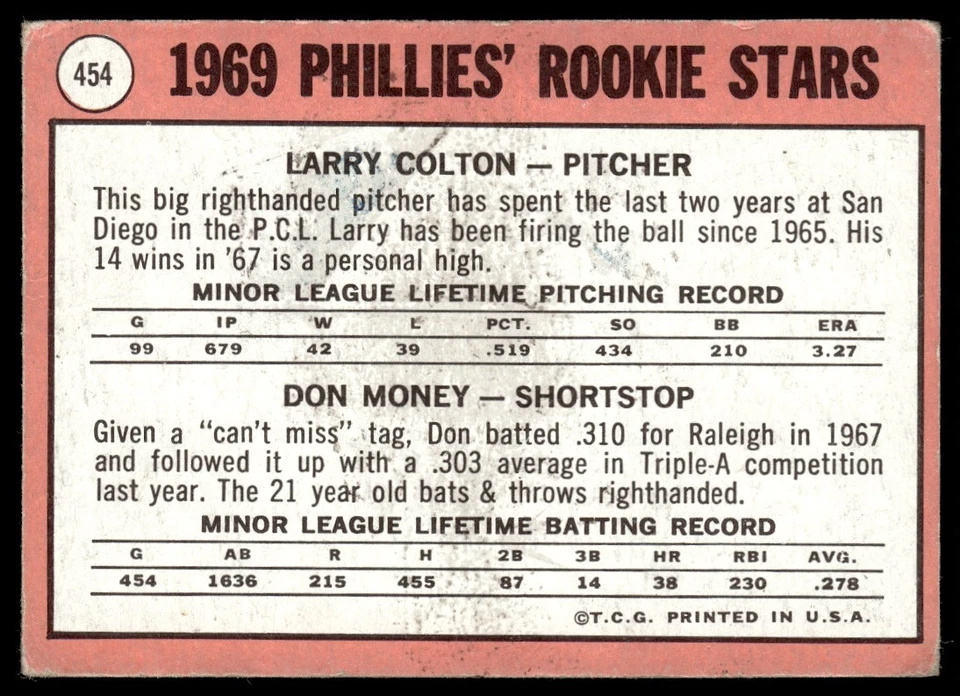 454
1969 PHILLIES' ROOKIE STARS
LARRY COLTON — PITCHER
This big righthanded pitcher has spent the last two years at San
Diego in the P.C.L. Larry has been firing the ball since 1965. His
14 wins in '67 is a personal high.
MINOR LEAGUE LIFETIME PITCHING RECORD
G IP W L PCT. SO BB ERA
99 679 42 39 .519 434 210 3.27
DON MONEY — SHORTSTOP
Given a "can't miss" tag, Don batted .310 for Raleigh in 1967
and followed it up with a .303 average in Triple-A competition
last year. The 21 year old bats & throws righthanded.
MINOR LEAGUE LIFETIME BATTING RECORD
G AB R H 2B 3B HR RBI AVG.
454 1636 215 455 87 14 38 230 .278
©T.C.G. PRINTED IN U.S.A.